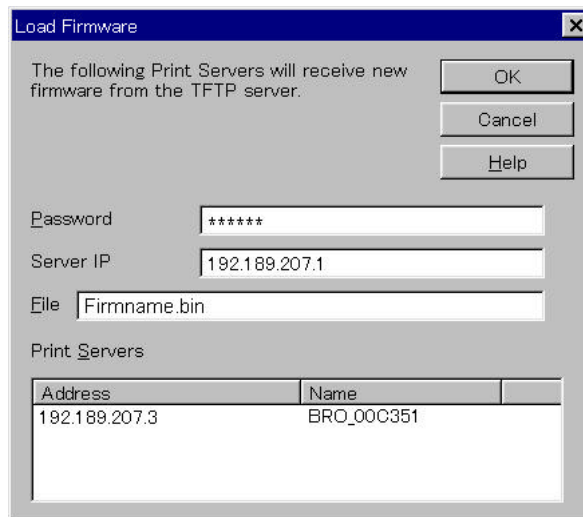 Load Firmware
The following Print Servers will receive new
firmware from the TFTP server.
OK
Cancel
Help
Password
******
Server IP
192.189.207.1
File
Firmname.bin
Print Servers
Address Name
192.189.207.3 BRO_00C351